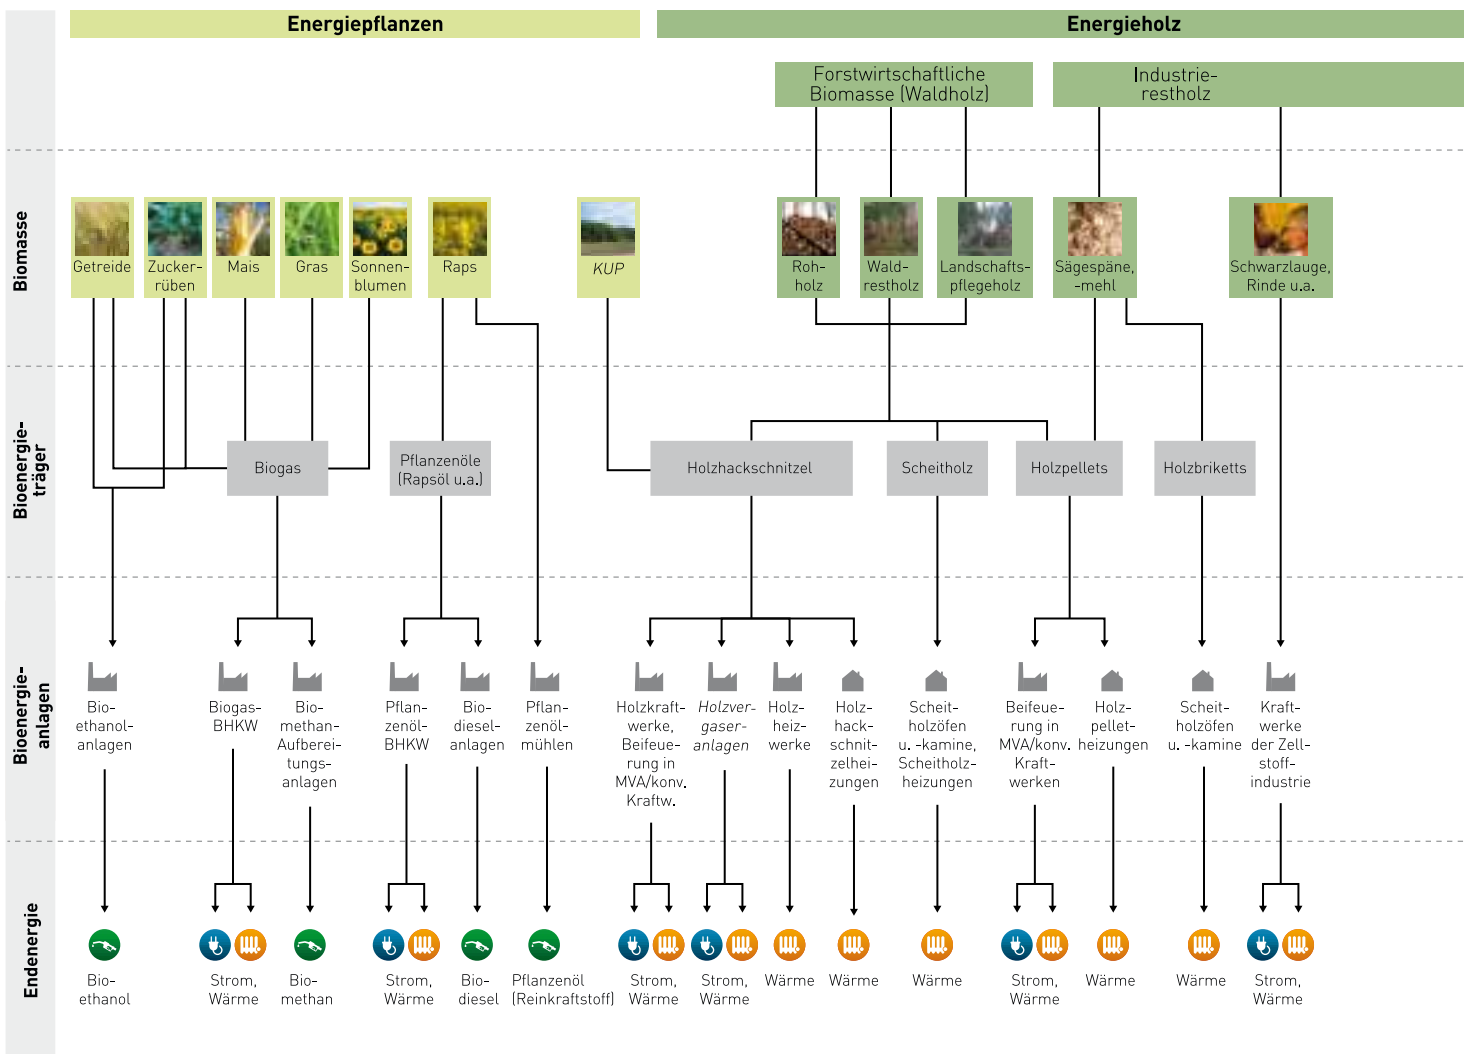 Energiepflanzen
Energieholz
Forstwirtschaftliche
Biomasse (Waldholz)
Industrie-
restholz
Biomasse
Getreide
Zucker-
rüben
Mais
Gras
Sonnen-
blumen
Raps
KUP
Roh-
holz
Wald-
restholz
Landschafts-
pflegeholz
Sägespäne,
-mehl
Schwarzlauge,
Rinde u.a.
Bioenergie-
träger
Biogas
Pflanzenöle
(Rapsöl u.a.)
Holzhackschnitzel
Scheitholz
Holzpellets
Holzbriketts
Bioenergie-
anlagen
Bio-
ethanol-
anlagen
Biogas-
BHKW
Bio-
methan-
Aufberei-
tungs-
anlagen
Pflan-
zenöl-
BHKW
Bio-
diesel-
anlagen
Pflan-
zenöl-
mühlen
Holzkraft-
werke,
Beifeue-
rung in
MVA/konv.
Kraftw.
Holzver-
gaser-
anlagen
Holz-
heiz-
werke
Holz-
hack-
schnit-
zelhei-
zungen
Scheit-
holzöfen
u. -kamine,
Scheitholz-
heizungen
Beifeue-
rung in
MVA/konv.
Kraft-
werken
Holz-
pellet-
heizungen
Scheit-
holzöfen
u. -kamine
Kraft-
werke
der Zell-
stoff-
industrie
Endenergie
Bio-
ethanol
Strom,
Wärme
Bio-
methan
Strom,
Wärme
Bio-
diesel
Pflanzenöl
(Reinkraftstoff)
Strom,
Wärme
Strom,
Wärme
Wärme
Wärme
Wärme
Strom,
Wärme
Wärme
Wärme
Strom,
Wärme